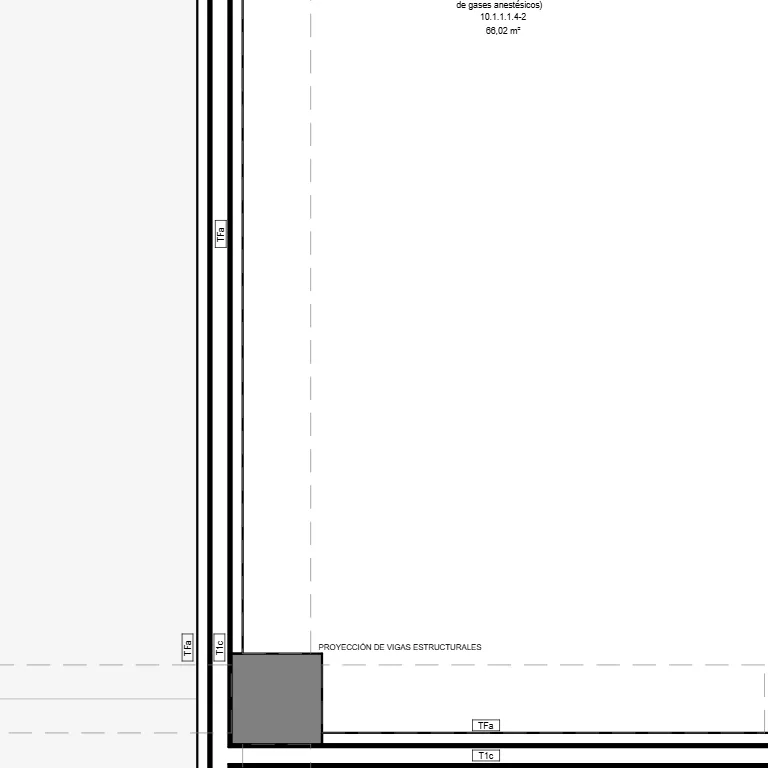 de gases anestésicos)
10.1.1.1.4-2
66,02 m²
TFa
TFa
T1c
PROYECCIÓN DE VIGAS ESTRUCTURALES
TFa
T1c